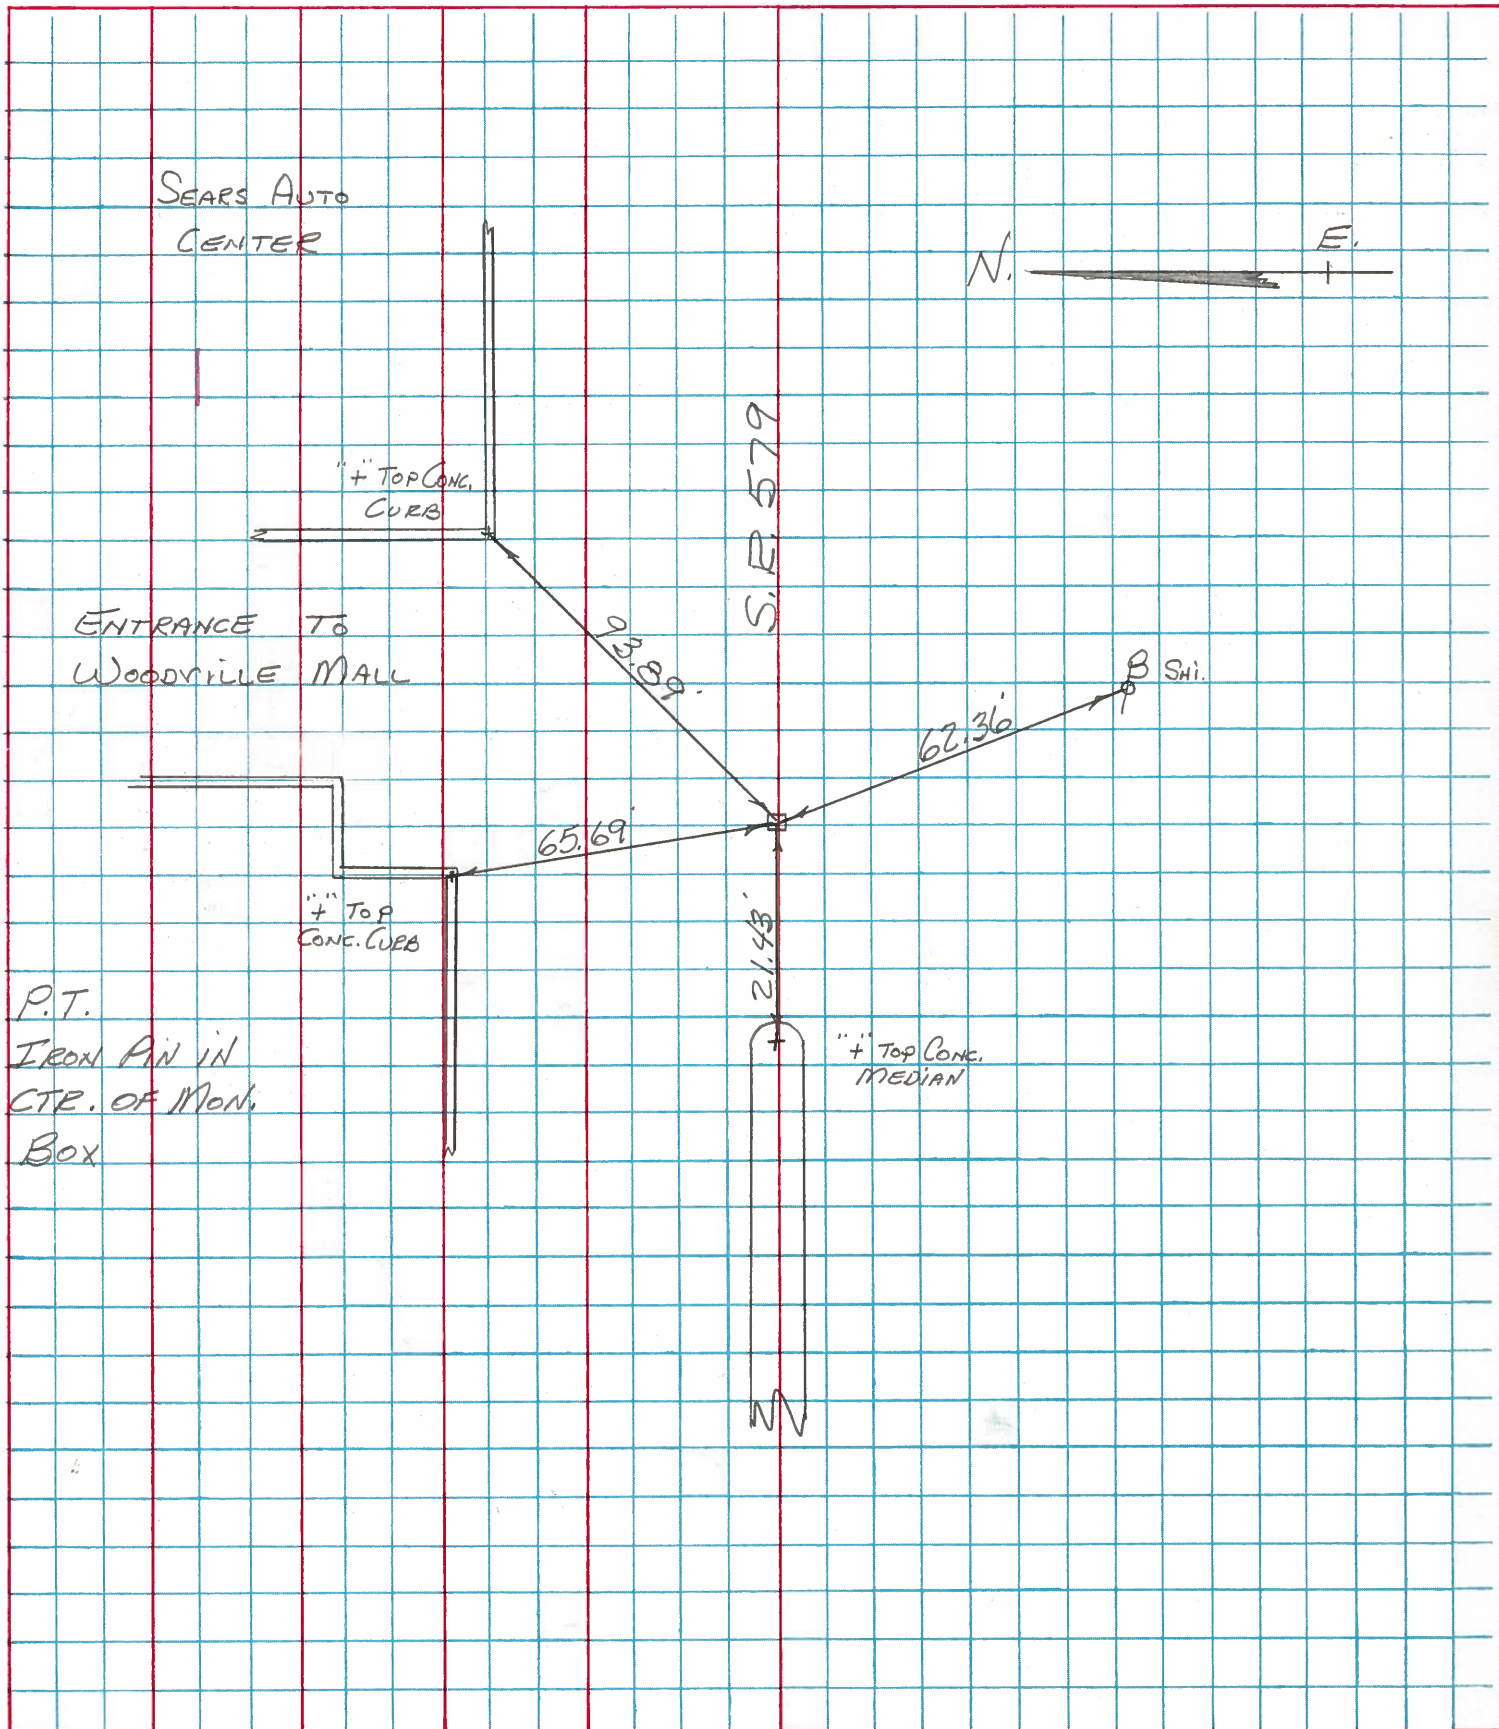 SEARS AUTO
CENTER
N.
E.
"+" TOP CONC.
CURB
S.R. 579
ENTRANCE TO
WOODVILLE MALL
93.89'
SHI.
62.36'
65.69'
"+" TOP
CONC. CURB
21.43'
P.T.
IRON PIN IN
CTR. OF MON.
BOX
"+" TOP CONC.
MEDIAN